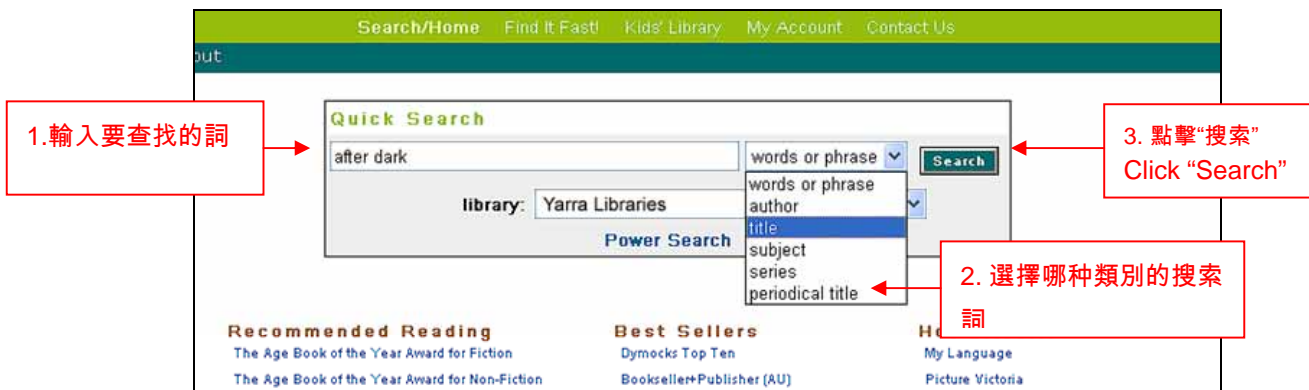 Search/Home Find It Fast! Kids' Library My Account Contact Us
out
1.輸入要查找的詞
Quick Search
after dark
words or phrase
Search
3. 點擊“搜索”
Click “Search”
words or phrase
author
title
subject
series
periodical title
library: Yarra Libraries
Power Search
2. 選擇哪种類別的搜索
詞
Recommended Reading
The Age Book of the Year Award for Fiction
The Age Book of the Year Award for Non-Fiction
Best Sellers
Dymocks Top Ten
Bookseller+Publisher (AU)
My Language
Picture Victoria